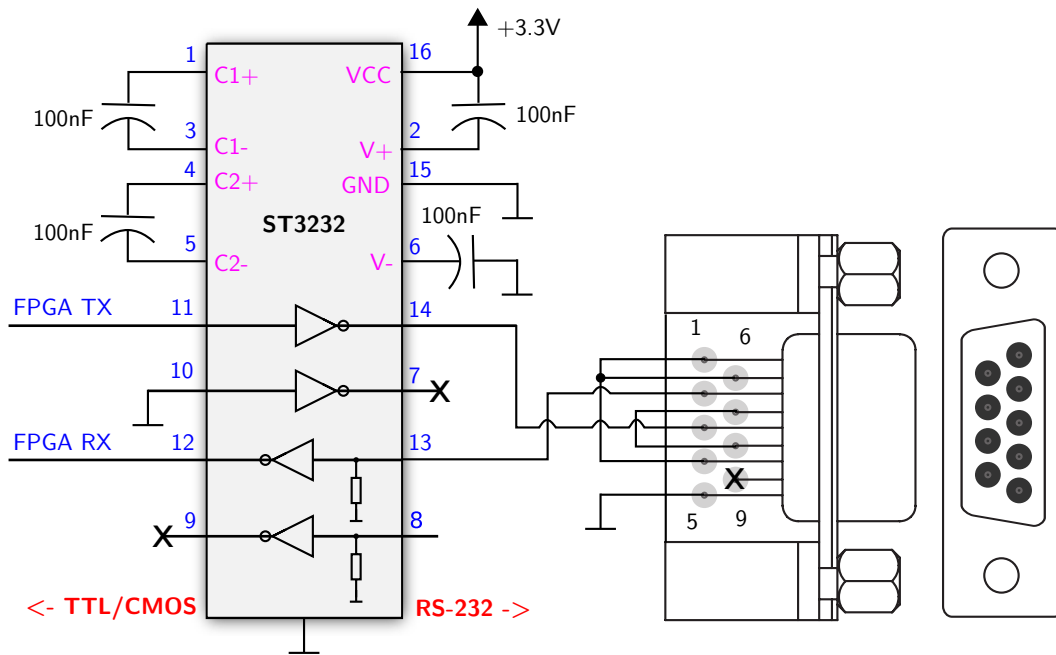 +3.3V
1
16
C1+
VCC
100nF
100nF
3
2
C1-
V+
4
15
C2+
GND
100nF
ST3232
100nF
5
6
C2-
V-
FPGA TX
11
14
1
6
10
7
X
FPGA RX
12
13
X
9
8
X
5
9
<- TTL/CMOS
RS-232 ->